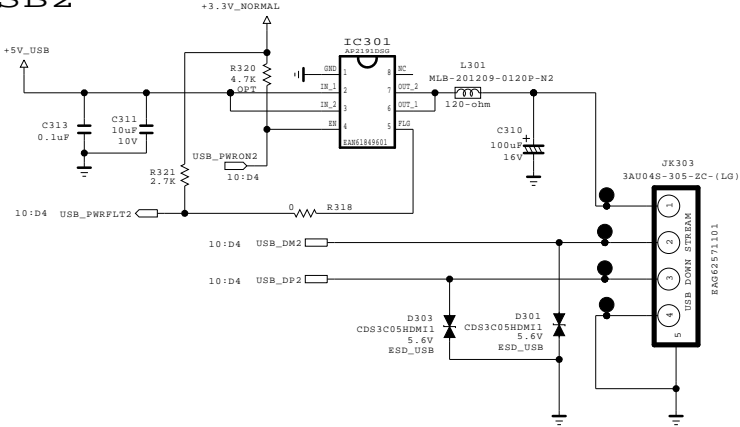 SB2
+3.3V_NORMAL
+5V_USB
IC301
AP2191DSG
R320
4.7K
OPT
GND
1
8
NC
IN_1
2
7
OUT_2
IN_2
3
6
OUT_1
EN
4
5
FLG
EAN61849601
L301
MLB-201209-0120P-N2
120-ohm
C313
0.1uF
C311
10uF
10V
C310
100uF
16V
+
USB_PWRON2
10:D4
R321
2.7K
10:D4 USB_PWRFLT2
0 R318
10:D4 USB_DM2
10:D4 USB_DP2
D303
CDS3C05HDMI1
5.6V
ESD_USB
D301
CDS3C05HDMI1
5.6V
ESD_USB
JK303
3AU04S-305-ZC-(LG)
1
2
3
4
5
USB DOWN STREAM
EAG62571101